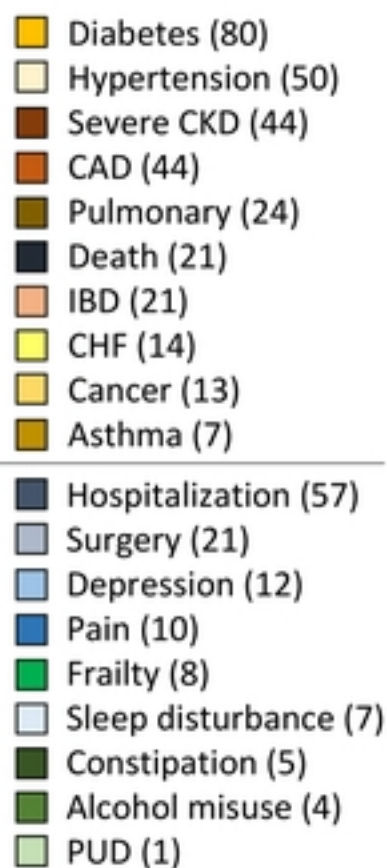 Diabetes (80)
Hypertension (50)
Severe CKD (44)
CAD (44)
Pulmonary (24)
Death (21)
IBD (21)
CHF (14)
Cancer (13)
Asthma (7)
Hospitalization (57)
Surgery (21)
Depression (12)
Pain (10)
Frailty (8)
Sleep disturbance (7)
Constipation (5)
Alcohol misuse (4)
PUD (1)